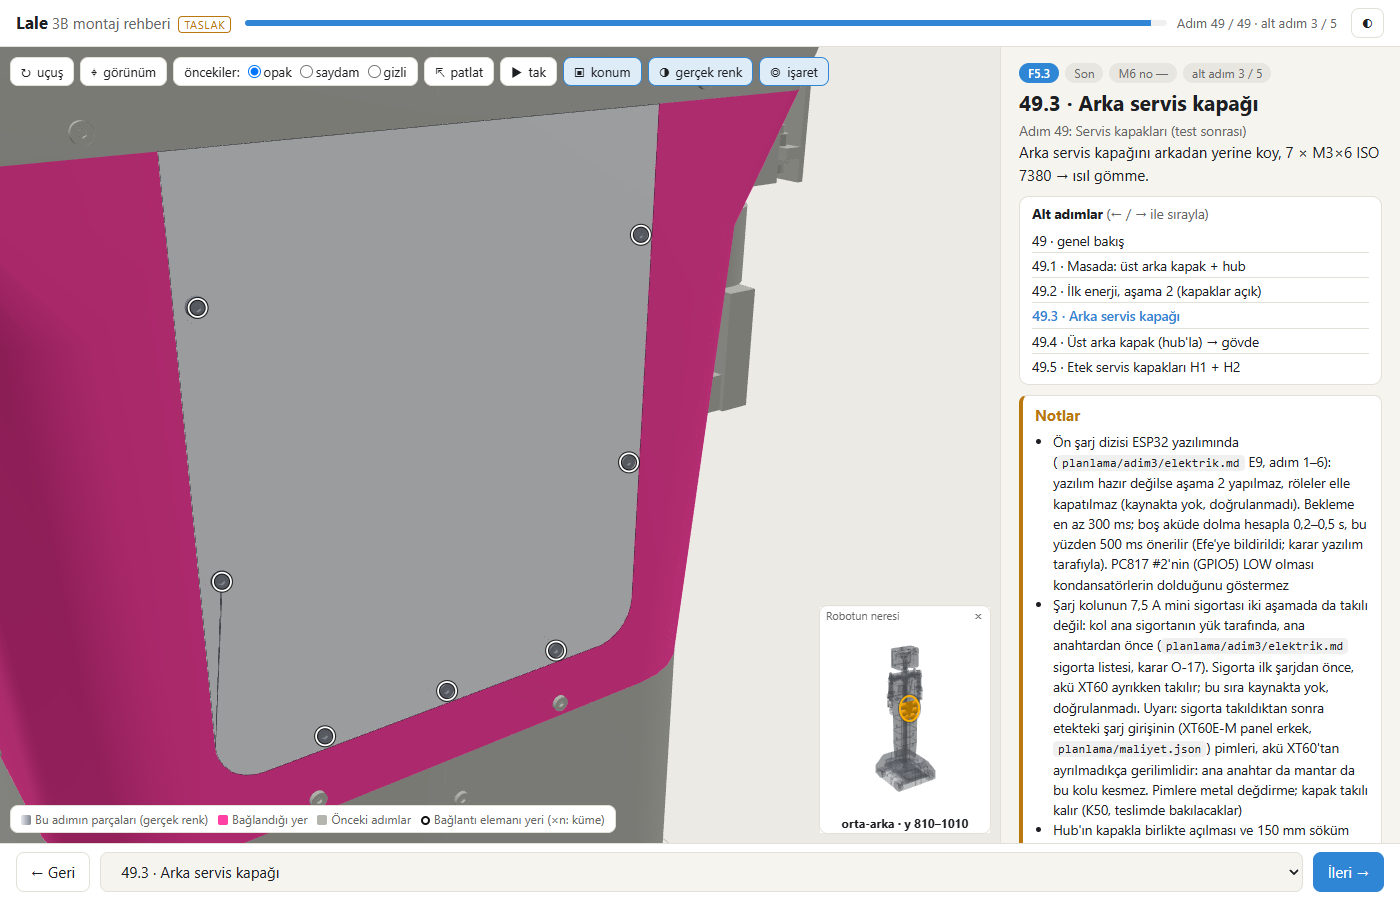 Lale 3B montaj rehberi TASLAK
Adım 49 / 49 · alt adım 3 / 5
↻ uçuş
⌖ görünüm
öncekiler: opak saydam gizli
⇱ patlat
▶ tak
▣ konum
◑ gerçek renk
◎ işaret
Robotun neresi ×
orta-arka · y 810–1010
Bu adımın parçaları (gerçek renk) Bağlandığı yer Önceki adımlar Bağlantı elemanı yeri (×n: küme)
F5.3 Son M6 no — alt adım 3 / 5
49.3 · Arka servis kapağı
Adım 49: Servis kapakları (test sonrası)
Arka servis kapağını arkadan yerine koy, 7 × M3×6 ISO
7380 → ısıl gömme.
Alt adımlar (← / → ile sırayla)
49 · genel bakış
49.1 · Masada: üst arka kapak + hub
49.2 · İlk enerji, aşama 2 (kapaklar açık)
49.3 · Arka servis kapağı
49.4 · Üst arka kapak (hub'la) → gövde
49.5 · Etek servis kapakları H1 + H2
Notlar
• Ön şarj dizisi ESP32 yazılımında
(planlama/adim3/elektrik.md E9, adım 1–6):
yazılım hazır değilse aşama 2 yapılmaz, röleler elle
kapatılmaz (kaynakta yok, doğrulanmadı). Bekleme
en az 300 ms; boş aküde dolma hesapla 0,2–0,5 s, bu
yüzden 500 ms önerilir (Efe'ye bildirildi; karar yazılım
tarafıyla). PC817 #2'nin (GPIO5) LOW olması
kondansatörlerin dolduğunu göstermez
• Şarj kolunun 7,5 A mini sigortası iki aşamada da takılı
değil: kol ana sigortanın yük tarafında, ana
anahtardan önce (planlama/adim3/elektrik.md
sigorta listesi, karar O-17). Sigorta ilk şarjdan önce,
akü XT60 ayrıkken takılır; bu sıra kaynakta yok,
doğrulanmadı. Uyarı: sigorta takıldıktan sonra
etekteki şarj girişinin (XT60E-M panel erkek,
planlama/maliyet.json) pimleri, akü XT60'tan
ayrılmadıkça gerilimlidir: ana anahtar da mantar da
bu kolu kesmez. Pimlere metal değdirme; kapak takılı
kalır (K50, teslimde bakılacaklar)
• Hub'ın kapakla birlikte açılması ve 150 mm söküm
← Geri
49.3 · Arka servis kapağı
İleri →